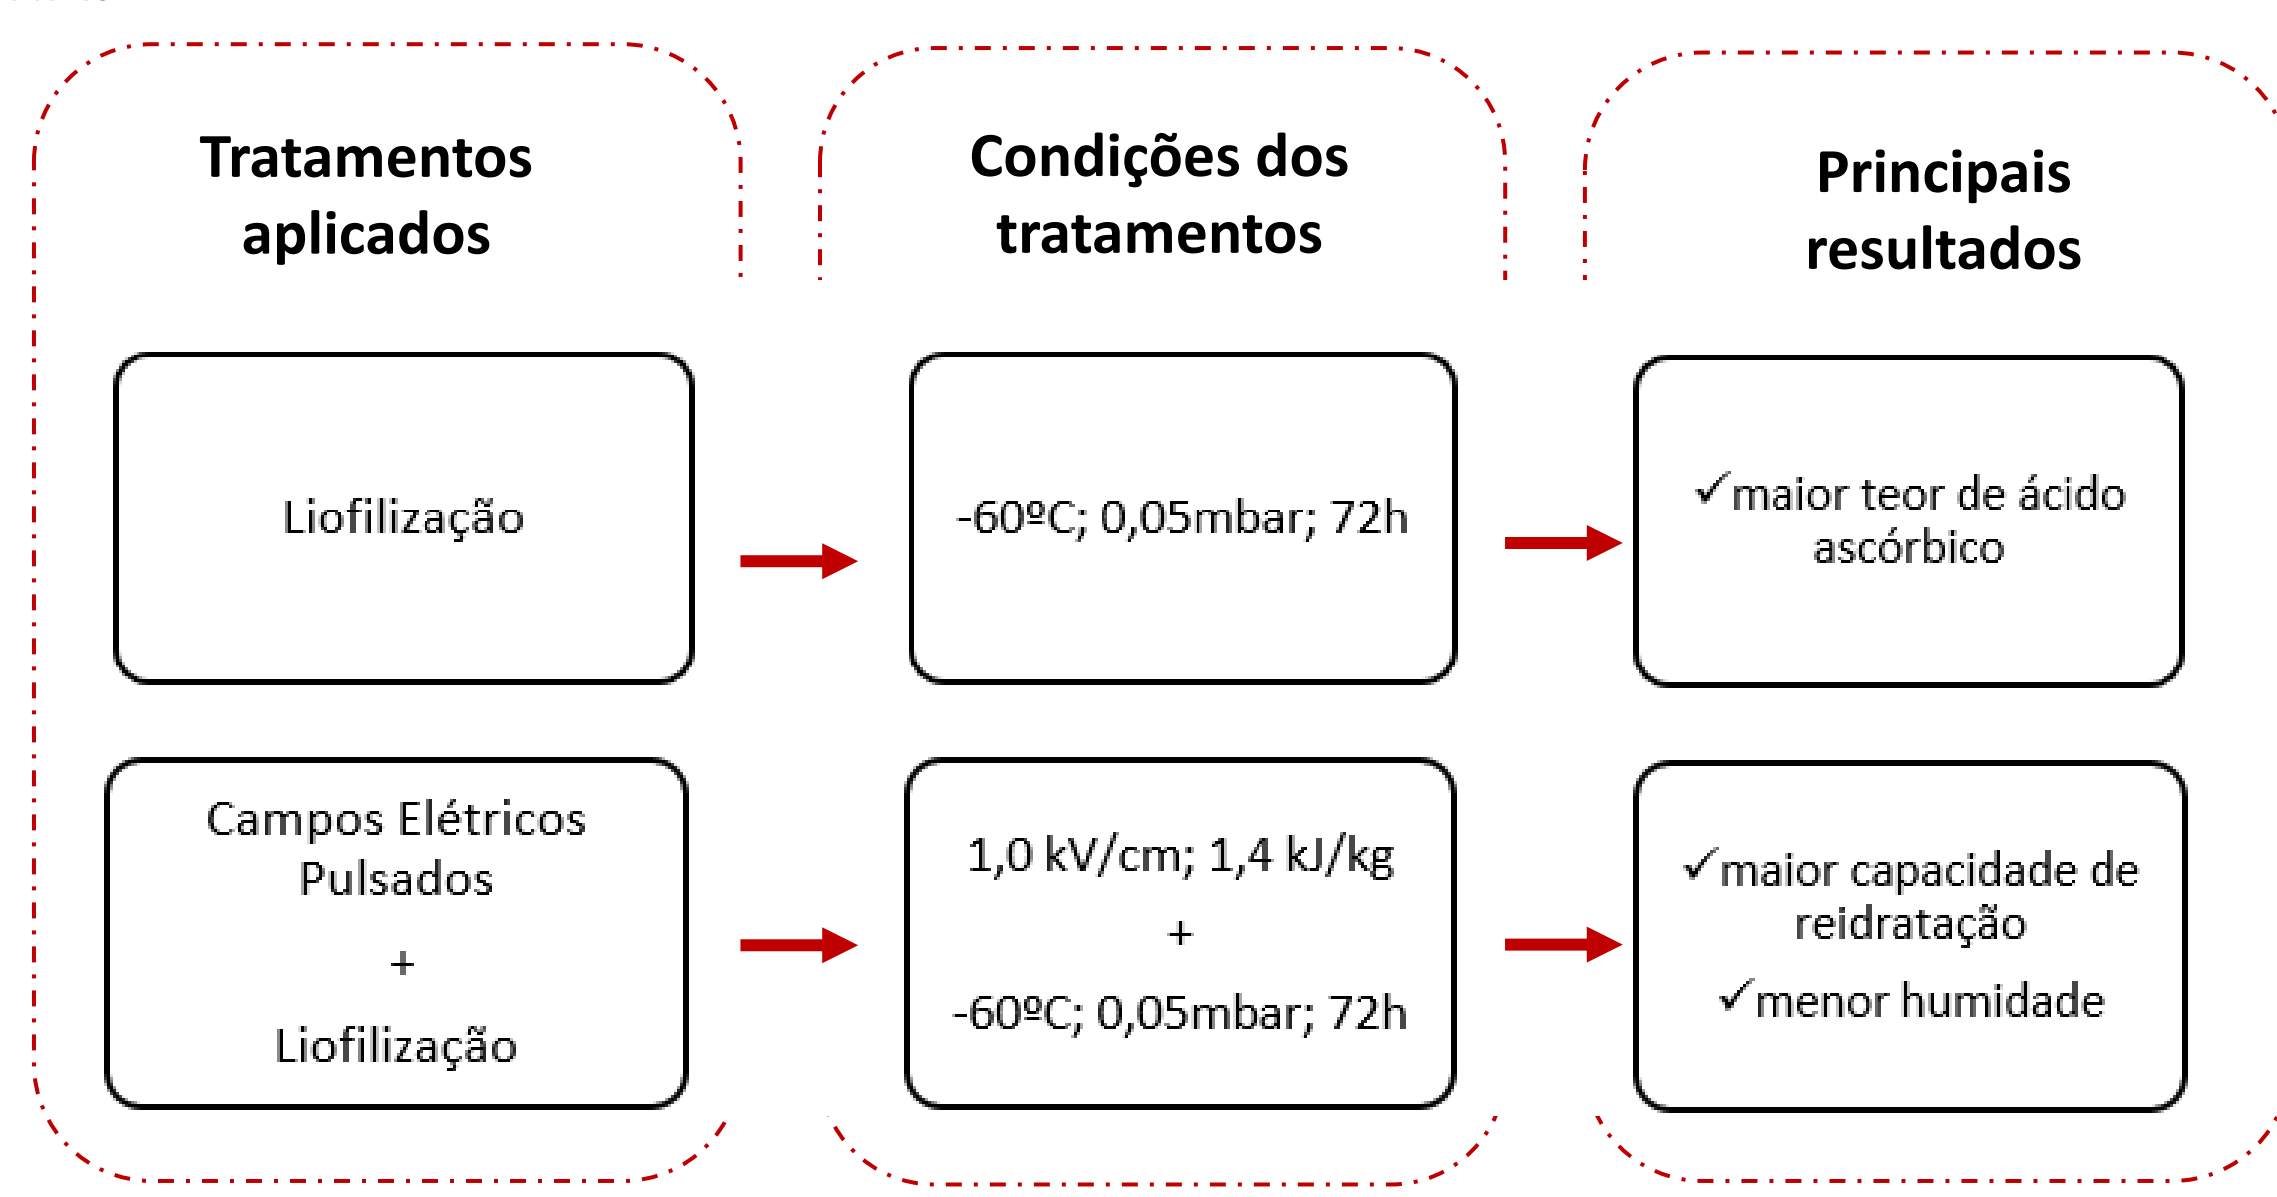 Tratamentos
aplicados
Condições dos
tratamentos
Principais
resultados
Liofilização
-60ºC; 0,05mbar; 72h
✓maior teor de ácido
ascórbico
Campos Elétricos
Pulsados
+
Liofilização
1,0 kV/cm; 1,4 kJ/kg
+
-60ºC; 0,05mbar; 72h
✓maior capacidade de
reidratação
✓menor humidade